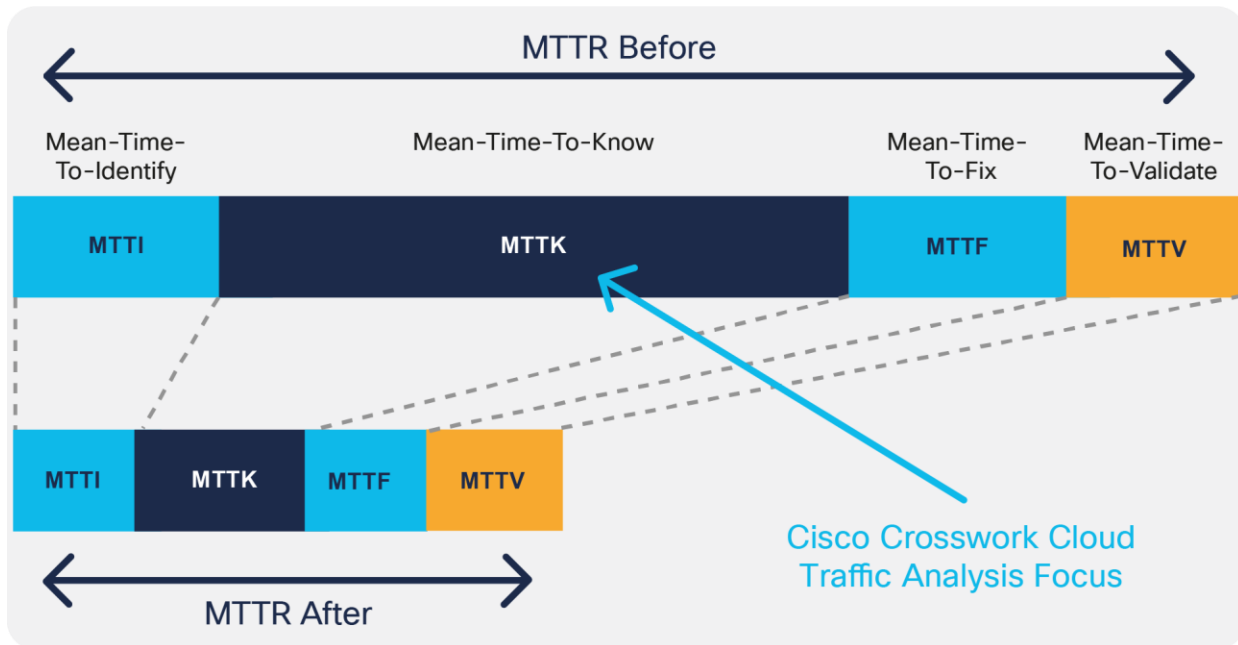 MTTR Before
Mean-Time-
To-Identify
Mean-Time-To-Know
Mean-Time-
To-Fix
Mean-Time-
To-Validate
MTTI
MTTK
MTTF
MTTV
MTTI
MTTK
MTTF
MTTV
Cisco Crosswork Cloud
Traffic Analysis Focus
MTTR After